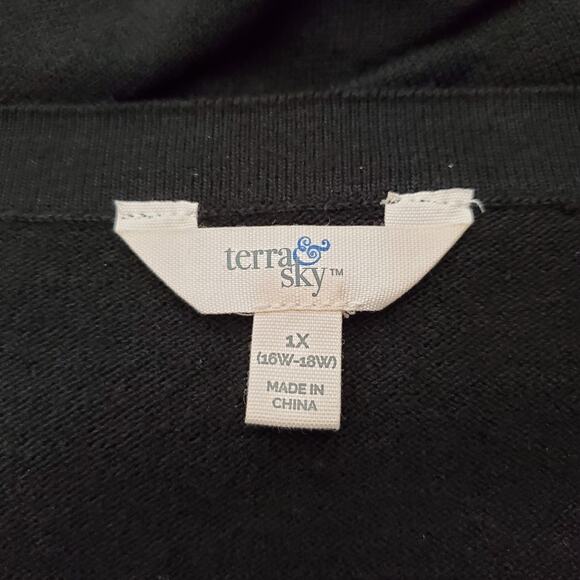 terra &
sky™
1X
(16W-18W)
MADE IN
CHINA